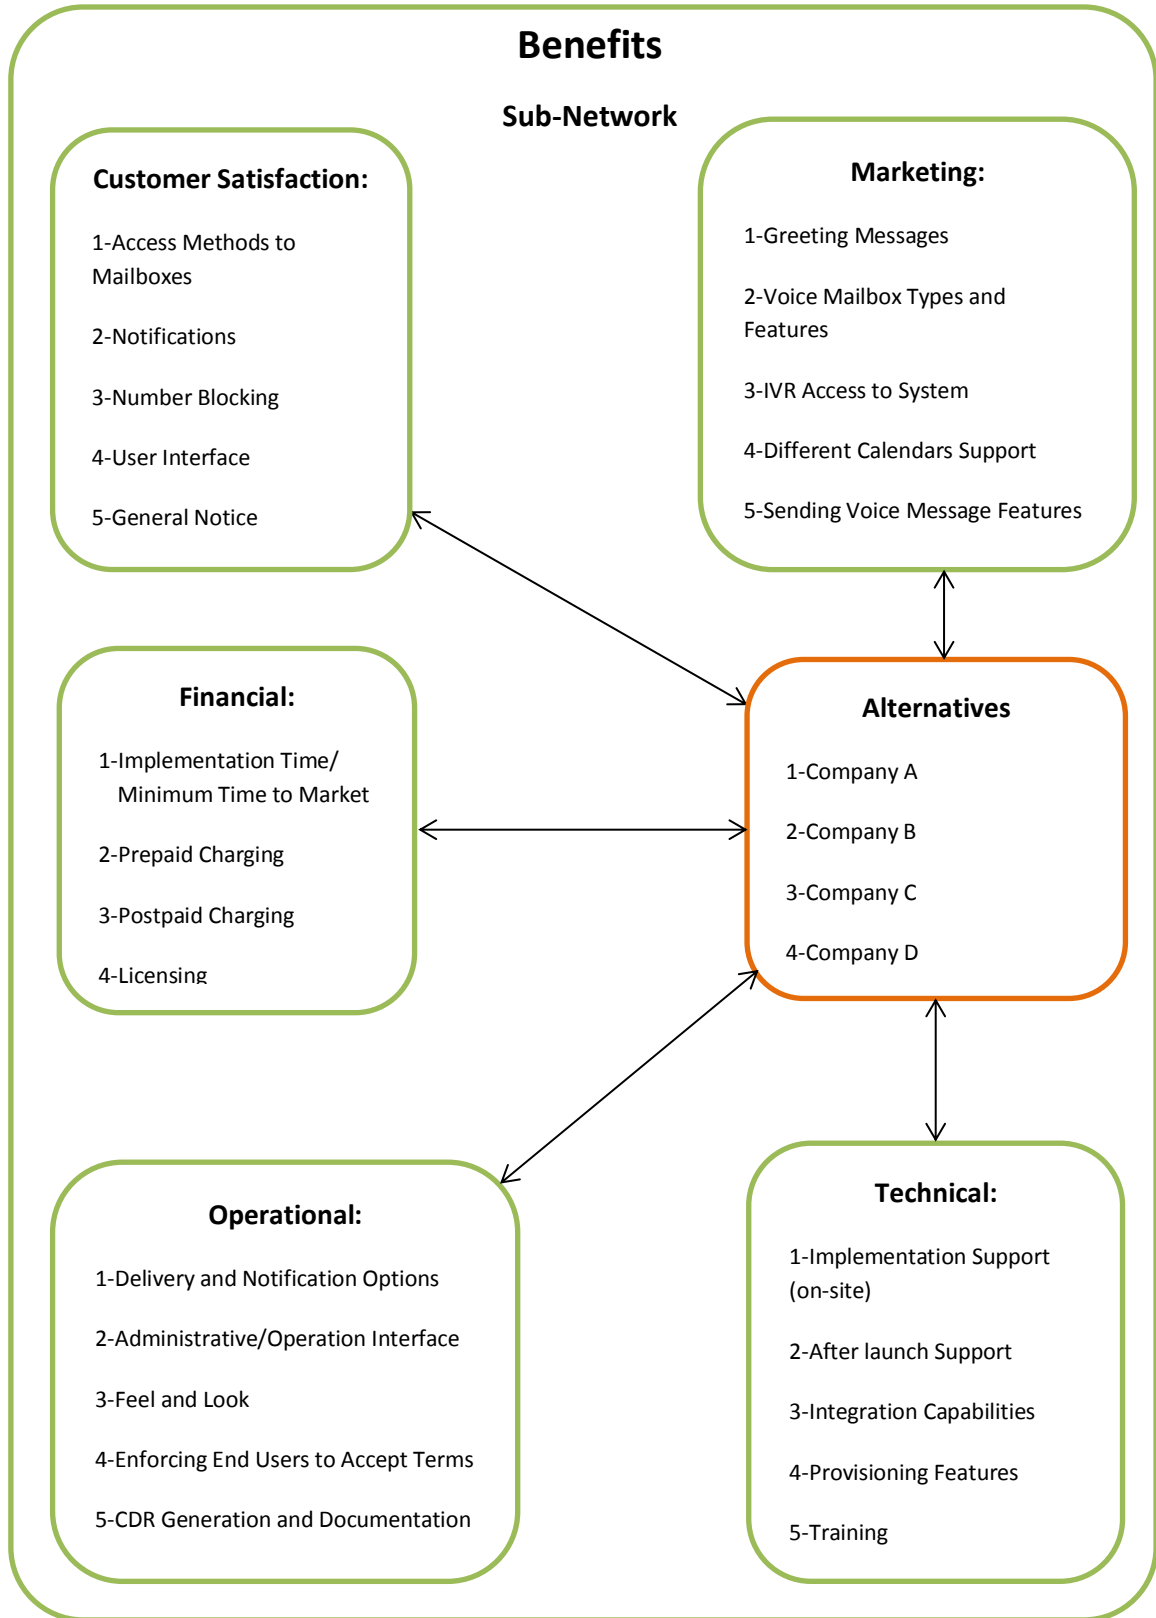 Benefits
Sub-Network
Customer Satisfaction:
1-Access Methods to
Mailboxes
2-Notifications
3-Number Blocking
4-User Interface
5-General Notice
Marketing:
1-Greeting Messages
2-Voice Mailbox Types and
Features
3-IVR Access to System
4-Different Calendars Support
5-Sending Voice Message Features
Financial:
1-Implementation Time/
Minimum Time to Market
2-Prepaid Charging
3-Postpaid Charging
4-Licensing
Alternatives
1-Company A
2-Company B
3-Company C
4-Company D
Operational:
1-Delivery and Notification Options
2-Administrative/Operation Interface
3-Feel and Look
4-Enforcing End Users to Accept Terms
5-CDR Generation and Documentation
Technical:
1-Implementation Support
(on-site)
2-After launch Support
3-Integration Capabilities
4-Provisioning Features
5-Training